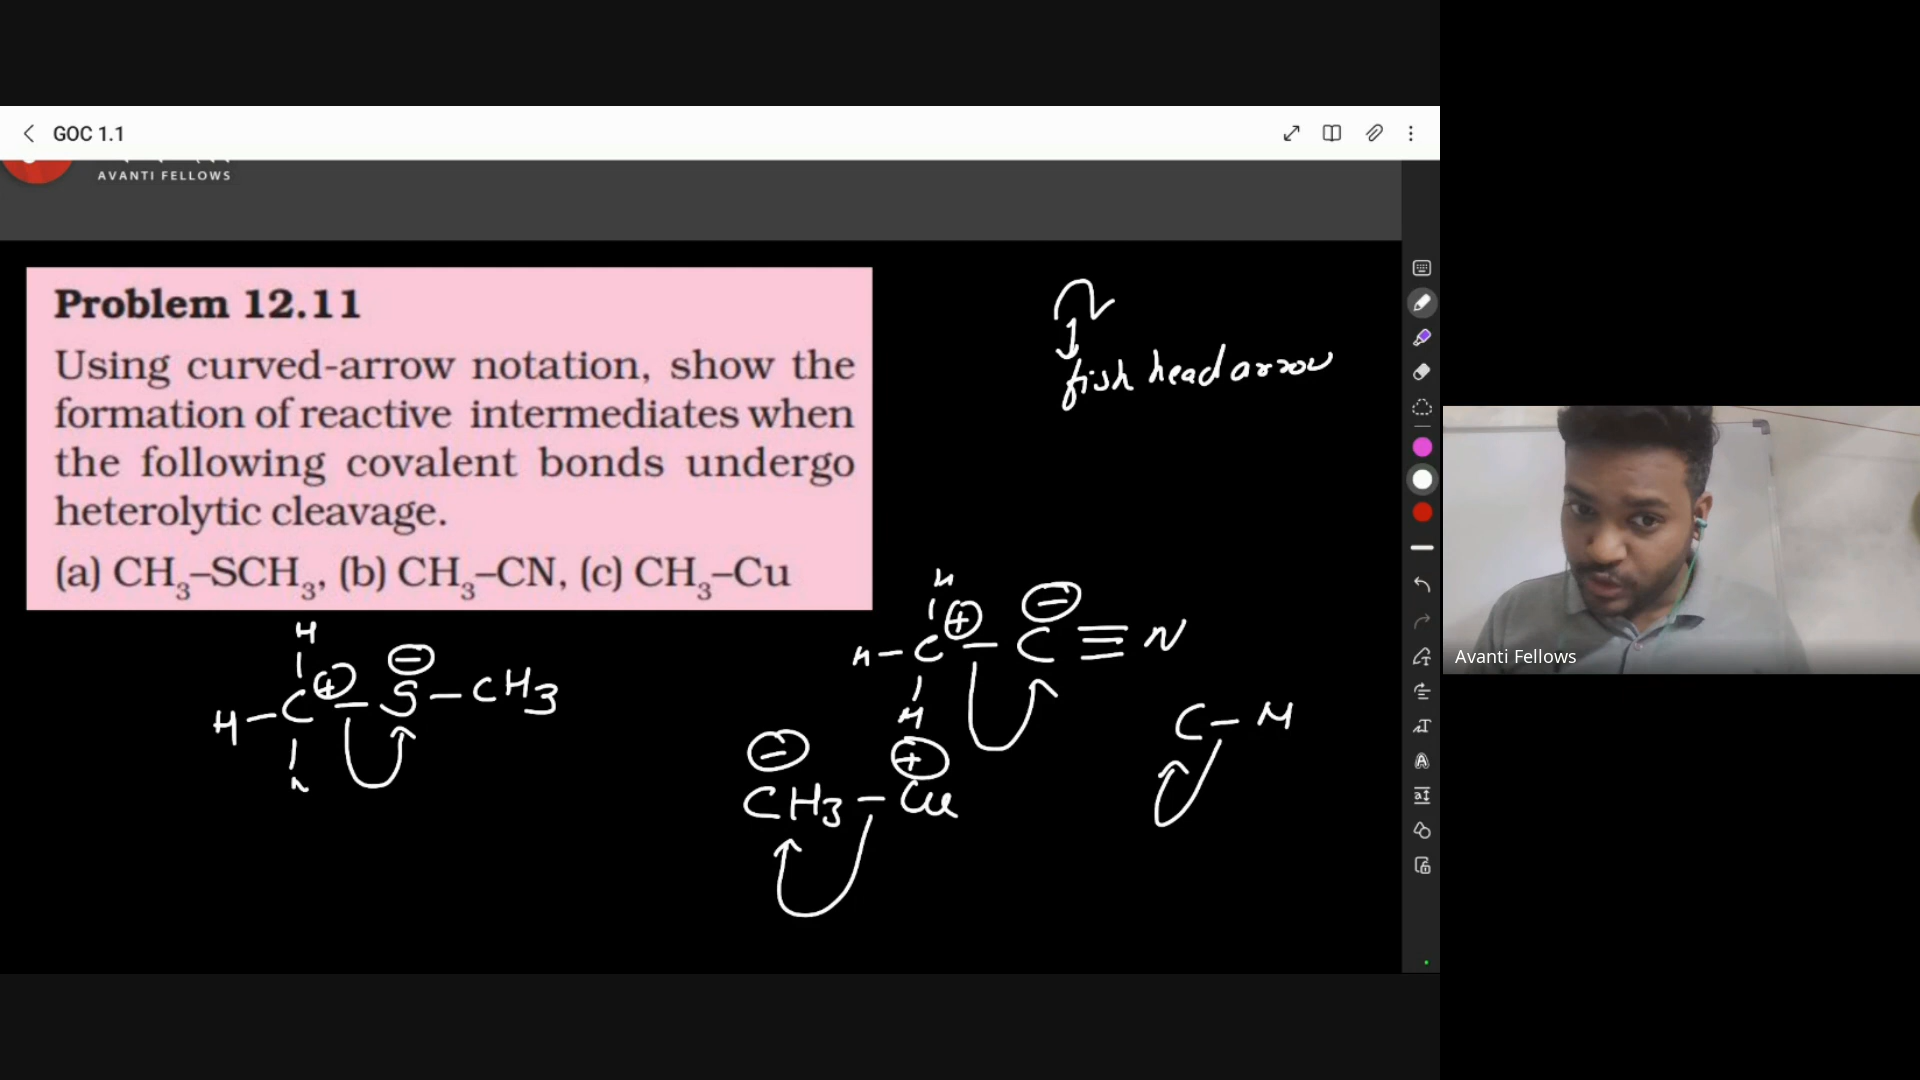 GOC 1.1
AVANTI FELLOWS
Problem 12.11
Using curved-arrow notation, show the
formation of reactive intermediates when
the following covalent bonds undergo
heterolytic cleavage.
(a) CH₃–SCH₃, (b) CH₃–CN, (c) CH₃–Cu
fish head arrow
H
H–C⊕–S⊖–CH3
H
H
H–C⊕–C⊖≡N
H
⊖ ⊕
CH3–Cu
C–M
Avanti Fellows